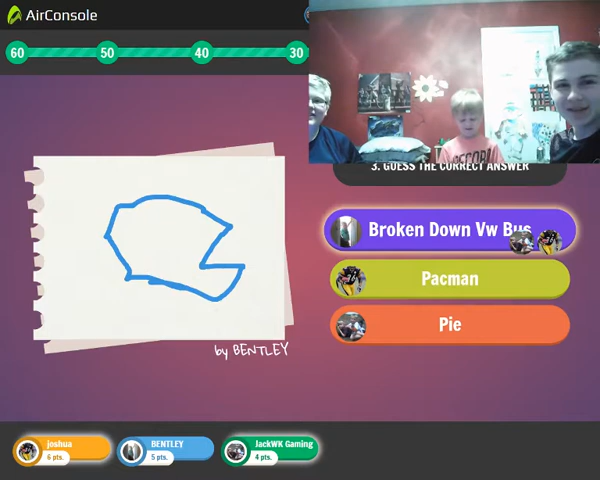 AirConsole
60 50 40 30
3. GUESS THE CORRECT ANSWER
Broken Down Vw Bus
Pacman
Pie
by BENTLEY
joshua
6 pts.
BENTLEY
5 pts.
JackWK Gaming
4 pts.